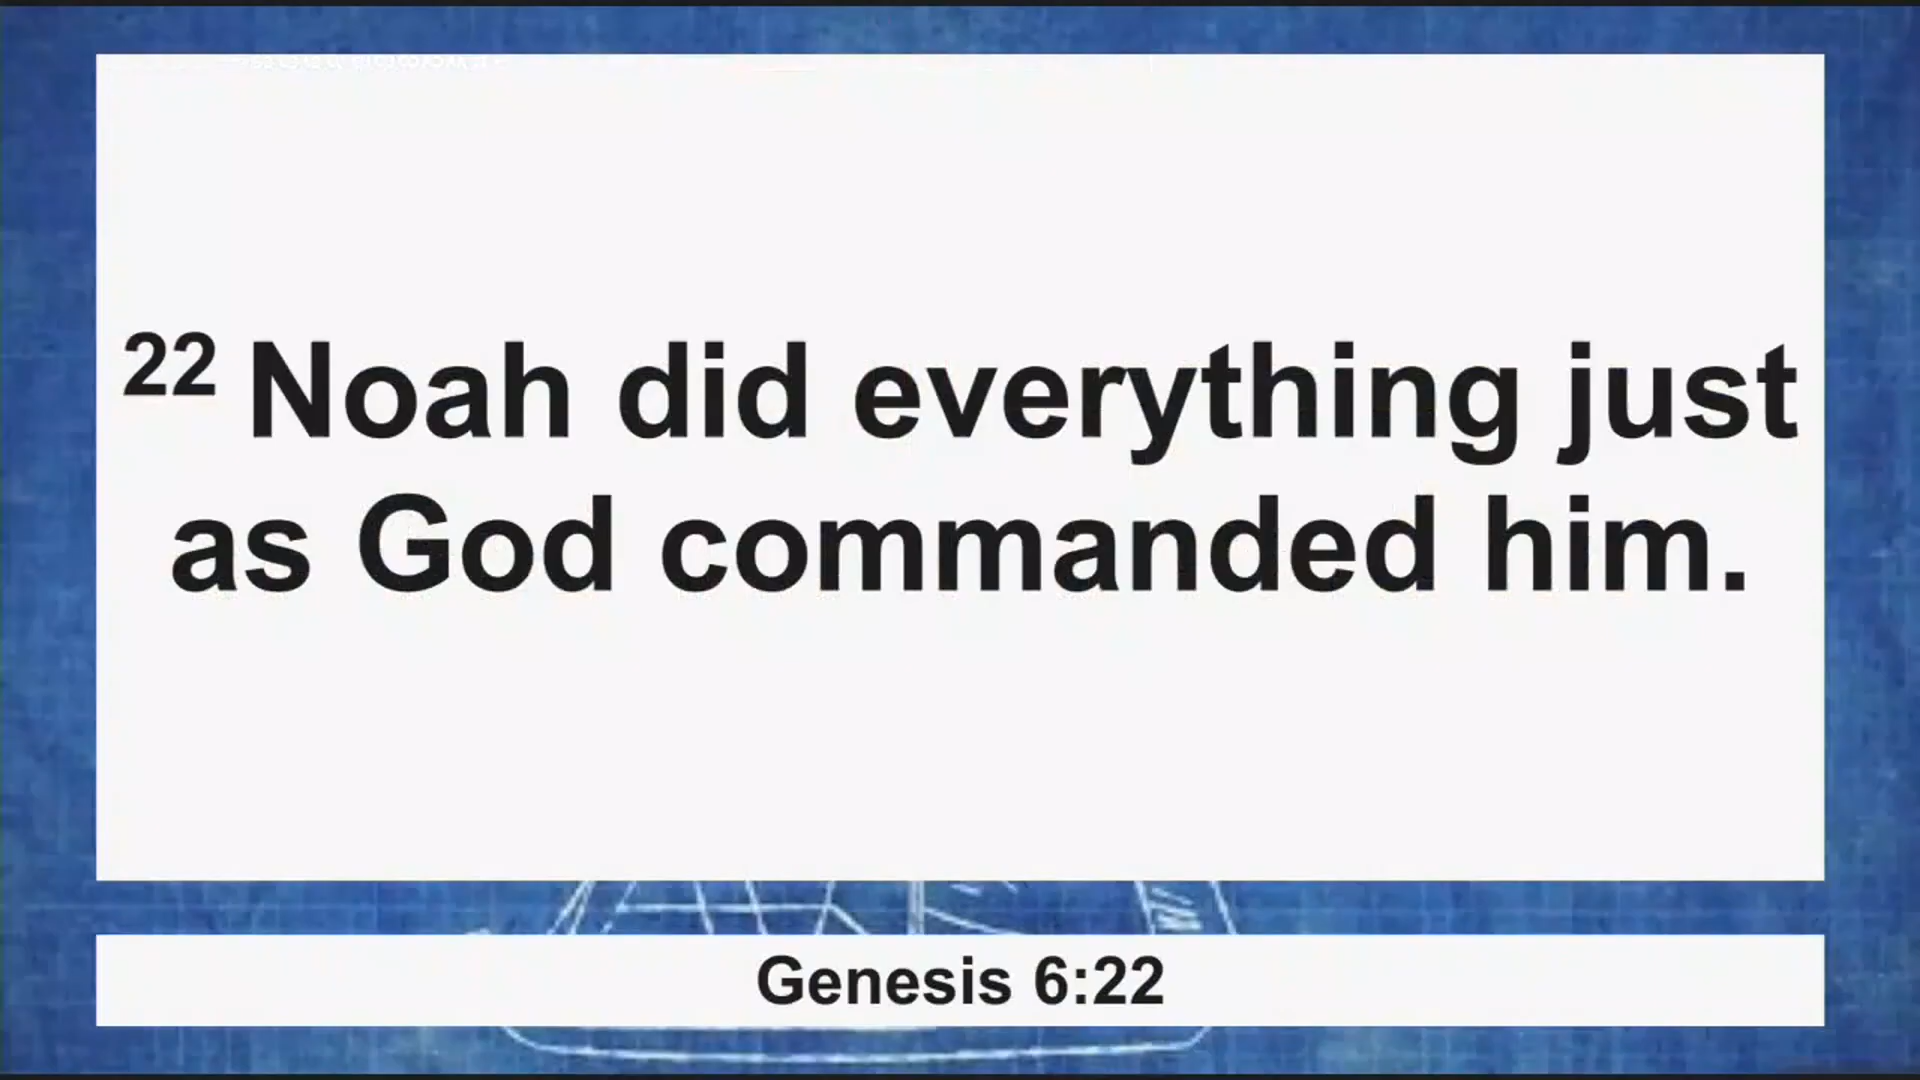 22 Noah did everything just
as God commanded him.
Genesis 6:22